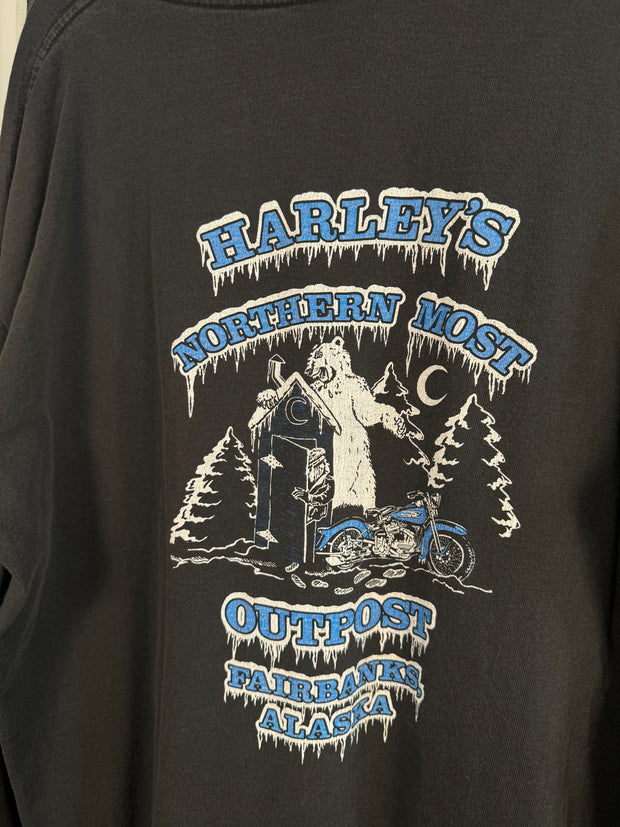 HARLEY'S
NORTHERN MOST
OUTPOST
FAIRBANKS,
ALASKA